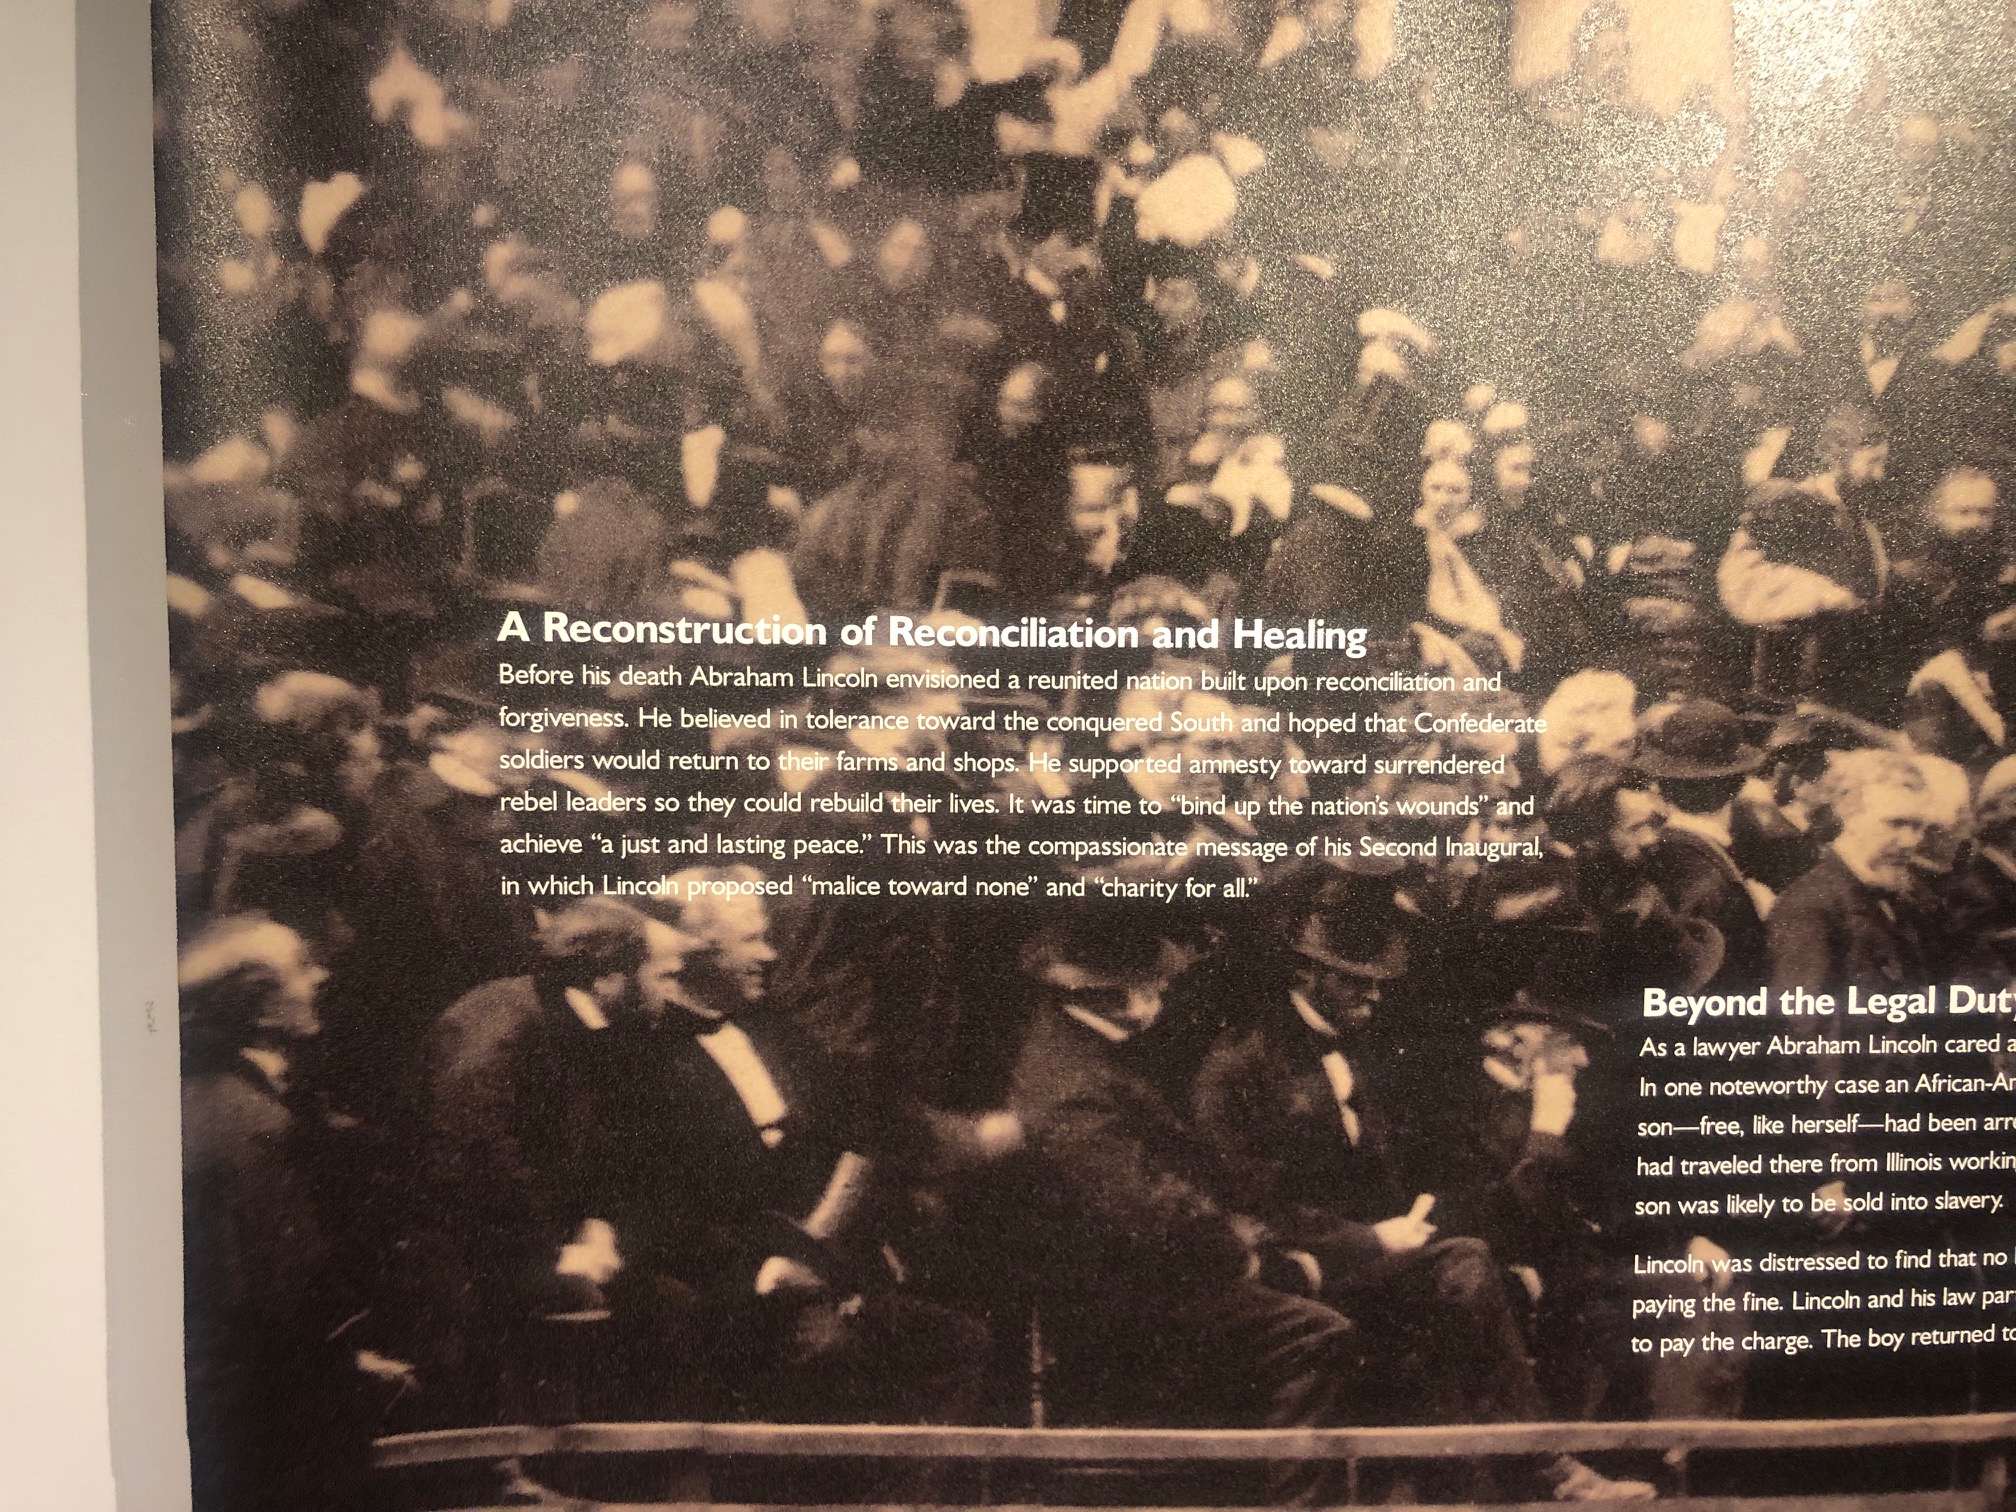 A Reconstruction of Reconciliation and Healing
Before his death Abraham Lincoln envisioned a reunited nation built upon reconciliation and
forgiveness. He believed in tolerance toward the conquered South and hoped that Confederate
soldiers would return to their farms and shops. He supported amnesty toward surrendered
rebel leaders so they could rebuild their lives. It was time to “bind up the nation’s wounds” and
achieve “a just and lasting peace.” This was the compassionate message of his Second Inaugural,
in which Lincoln proposed “malice toward none” and “charity for all.”
Beyond the Legal
As a lawyer Abraham Lincoln cared
In one noteworthy case an
son—free, like herself—had been
had traveled there from Illinois
son was likely to be sold into slavery.
Lincoln was distressed to find that no
paying the fine. Lincoln and his law
to pay the charge. The boy returned